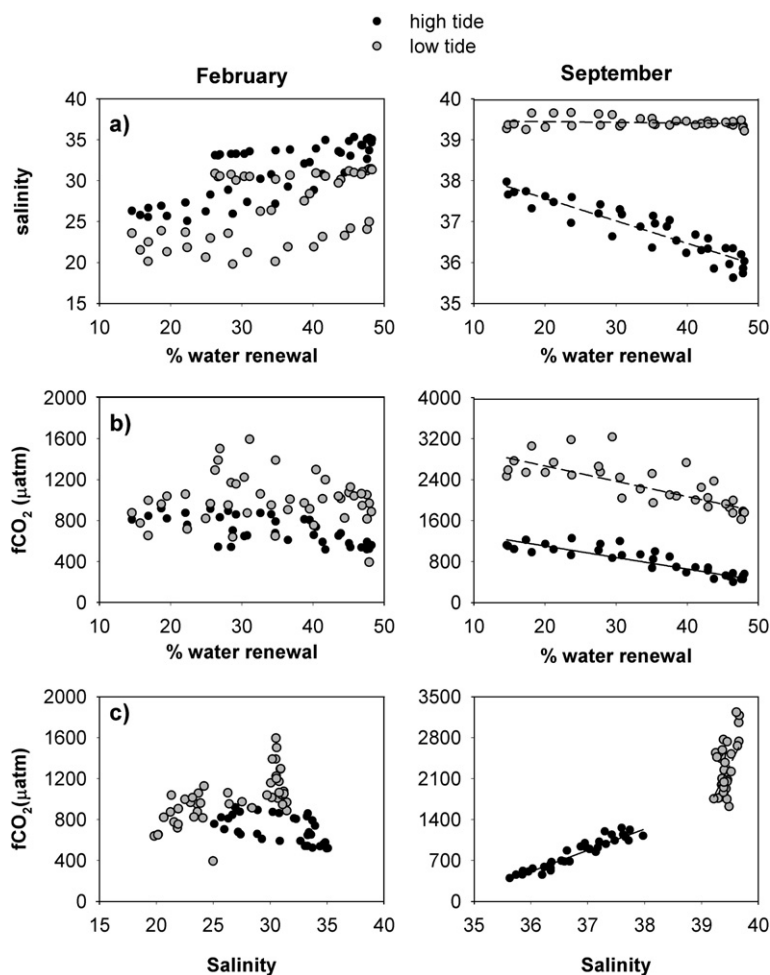 high tide
low tide
February
September
a)
salinity
40
35
30
25
20
15
10 20 30 40 50
% water renewal
40
39
38
37
36
35
10 20 30 40 50
% water renewal
b)
fCO₂ (µatm)
2000
1600
1200
800
400
0
10 20 30 40 50
% water renewal
4000
3200
2400
1600
800
0
10 20 30 40 50
% water renewal
c)
fCO₂(µatm)
2000
1600
1200
800
400
0
15 20 25 30 35 40
Salinity
3500
2800
2100
1400
700
0
35 36 37 38 39 40
Salinity